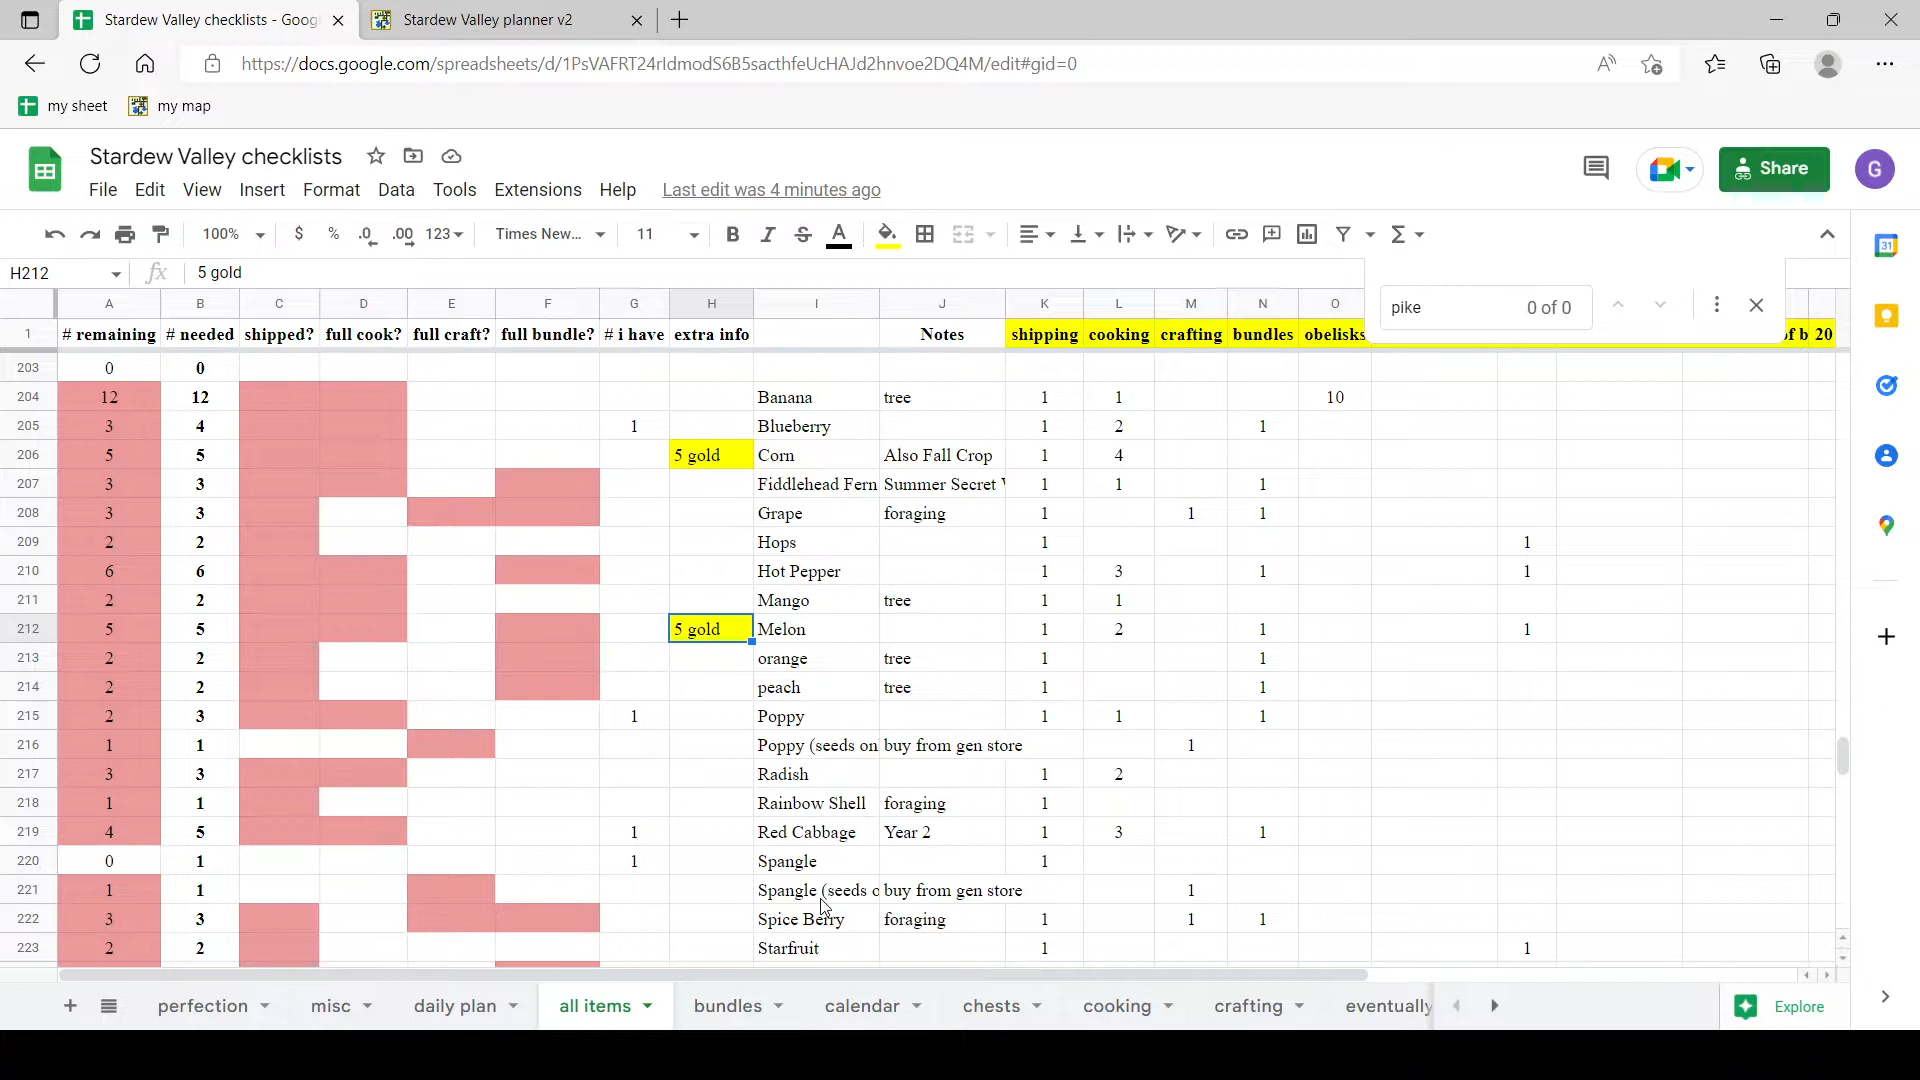 Stardew Valley checklists - Goog
Stardew Valley planner v2
https://docs.google.com/spreadsheets/d/1PsVAFRT24rIdmodS6B5sacthfeUcHAJd2hnvoe2DQ4M/edit#gid=0
my sheet my map
Stardew Valley checklists
File Edit View Insert Format Data Tools Extensions Help Last edit was 4 minutes ago
Share G
100% $ % .0 .00 123 Times New... 11 B I S A
H212 fx 5 gold
pike 0 of 0
A B C D E F G H I J K L M N O
1 # remaining # needed shipped? full cook? full craft? full bundle? # i have extra info Notes shipping cooking crafting bundles obelisks of b 20
203 0 0
204 12 12 Banana tree 1 1 10
205 3 4 1 Blueberry 1 2 1
206 5 5 5 gold Corn Also Fall Crop 1 4
207 3 3 Fiddlehead Fern Summer Secret 1 1 1
208 3 3 Grape foraging 1 1 1
209 2 2 Hops 1 1
210 6 6 Hot Pepper 1 3 1 1
211 2 2 Mango tree 1 1
212 5 5 5 gold Melon 1 2 1 1
213 2 2 orange tree 1 1
214 2 2 peach tree 1 1
215 2 3 1 Poppy 1 1 1
216 1 1 Poppy (seeds on buy from gen store 1
217 3 3 Radish 1 2
218 1 1 Rainbow Shell foraging 1
219 4 5 1 Red Cabbage Year 2 1 3 1
220 0 1 1 Spangle 1
221 1 1 Spangle (seeds o buy from gen store 1
222 3 3 Spice Berry foraging 1 1 1
223 2 2 Starfruit 1 1
perfection misc daily plan all items bundles calendar chests cooking crafting eventually Explore